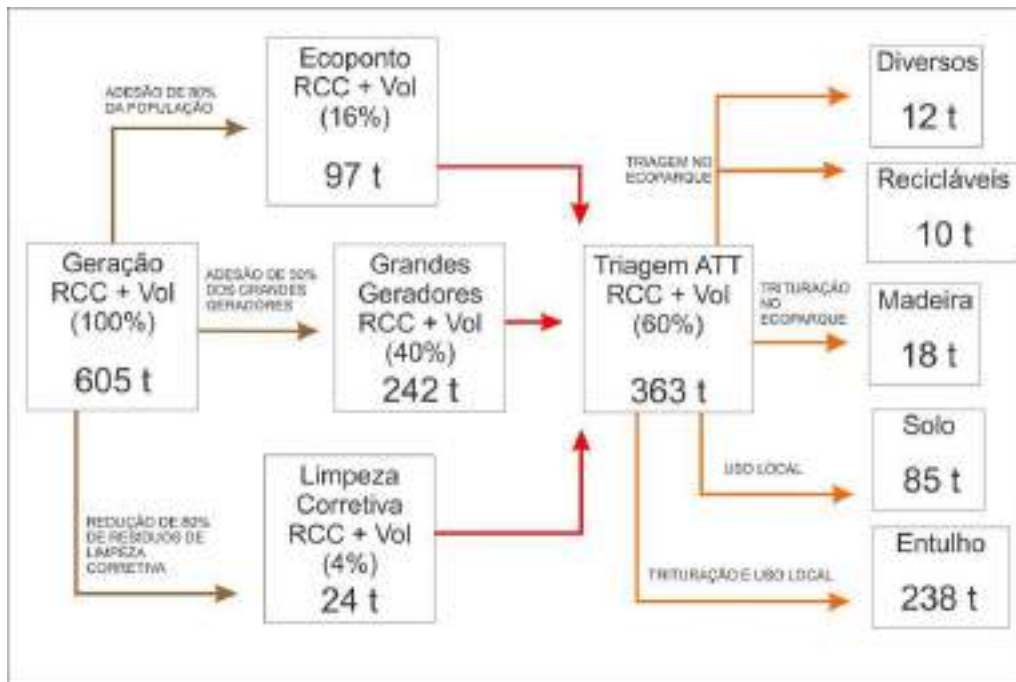 Ecoponto
RCC + Vol
(16%)
97 t
ADESÃO DE 80%
DA POPULAÇÃO
Geração
RCC + Vol
(100%)
605 t
ADESÃO DE 50%
DOS GRANDES
GERADORES
Grandes
Geradores
RCC + Vol
(40%)
242 t
REDUÇÃO DE 80%
DE RESÍDUOS DE
LIMPEZA
CORRETIVA
Limpeza
Corretiva
RCC + Vol
(4%)
24 t
Triagem ATT
RCC + Vol
(60%)
363 t
TRIAGEM NO
ECOPARQUE
Diversos
12 t
Recicláveis
10 t
TRITURAÇÃO
NO
ECOPARQUE
Madeira
18 t
USO LOCAL
Solo
85 t
TRITURAÇÃO E USO LOCAL
Entulho
238 t